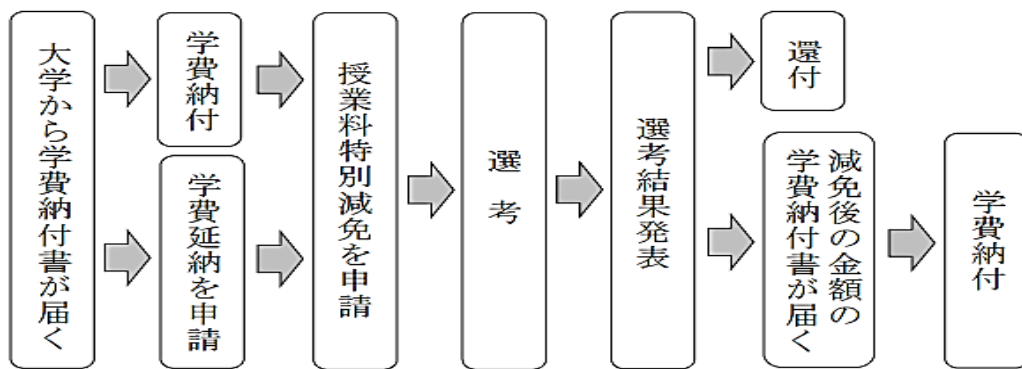 大学から学費納付書が届く
学費納付
学費延納を申請
授業料特別減免を申請
選考
選考結果発表
還付
減免後の金額の
学費納付書が届く
学費納付